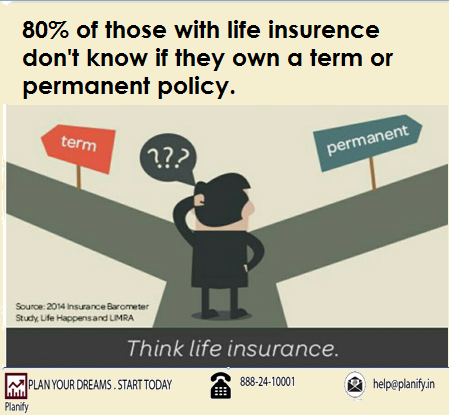 80% of those with life insurence
don't know if they own a term or
permanent policy.
term
permanent
???
Source: 2014 Insurance Barometer
Study, Life Happens and LIMRA
Think life insurance.
PLAN YOUR DREAMS . START TODAY
888-24-10001
help@planify.in
Planify